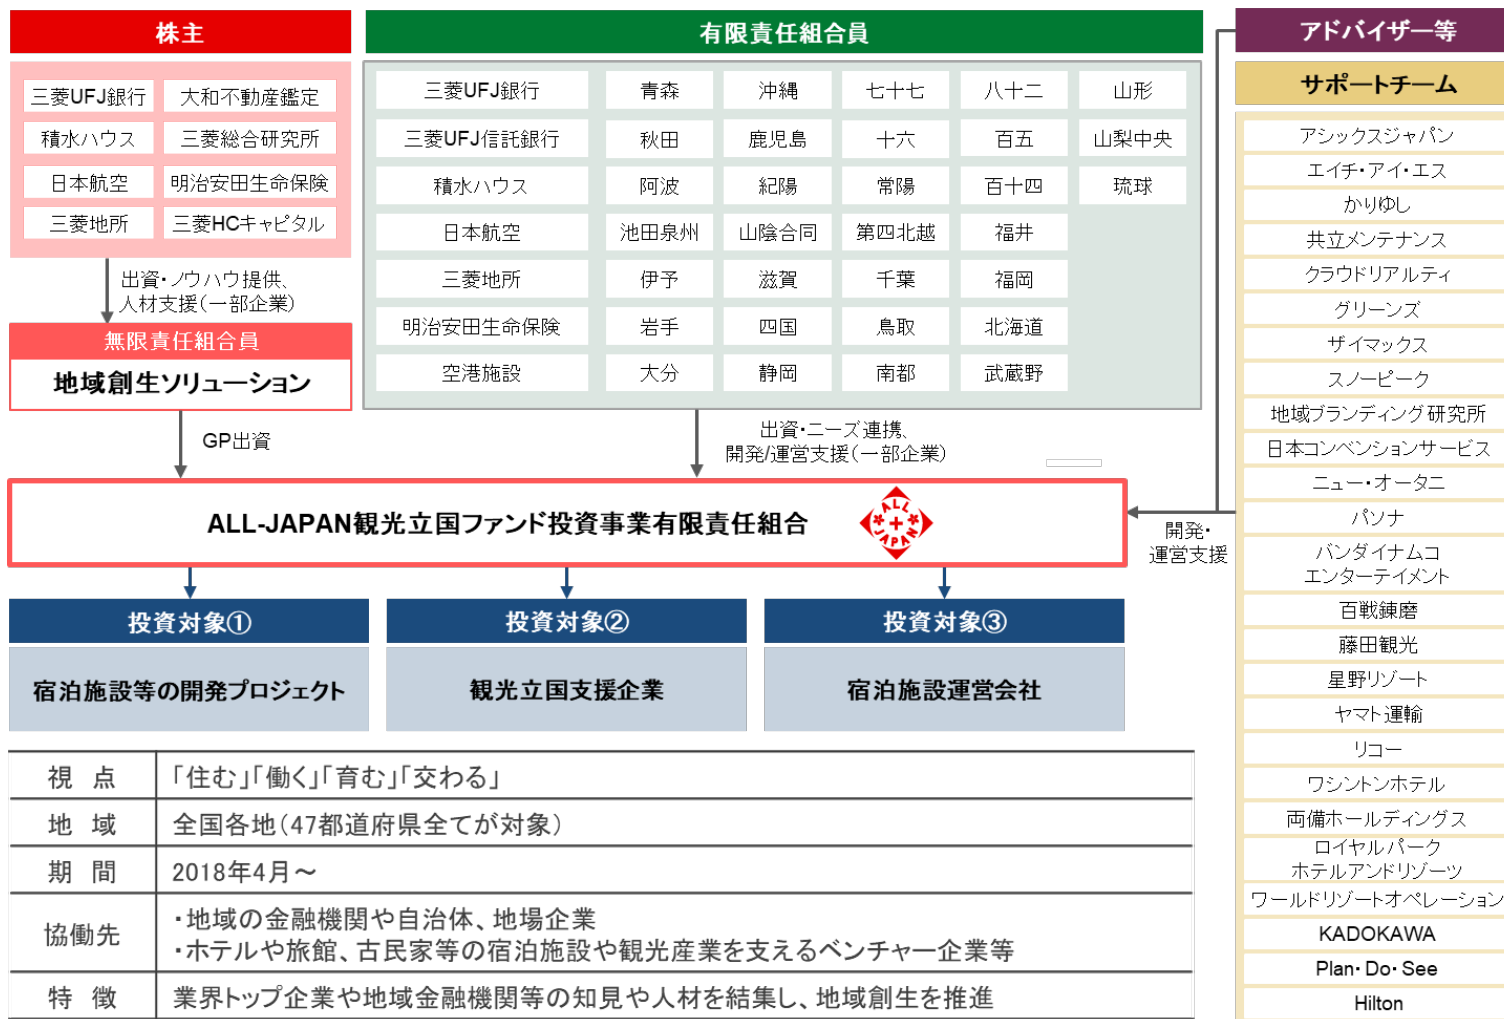 株主
三菱UFJ銀行
大和不動産鑑定
積水ハウス
三菱総合研究所
日本航空
明治安田生命保険
三菱地所
三菱HCキャピタル
出資・ノウハウ提供、
人材支援(一部企業)
無限責任組合員
地域創生ソリューション
GP出資
有限責任組合員
三菱UFJ銀行
青森
沖縄
七十七
八十二
山形
三菱UFJ信託銀行
秋田
鹿児島
十六
百五
山梨中央
積水ハウス
阿波
紀陽
常陽
百十四
琉球
日本航空
池田泉州
山陰合同
第四北越
福井
三菱地所
伊予
滋賀
千葉
福岡
明治安田生命保険
岩手
四国
鳥取
北海道
空港施設
大分
静岡
南都
武蔵野
出資・ニーズ連携、
開発/運営支援(一部企業)
ALL-JAPAN観光立国ファンド投資事業有限責任組合
ALL
JAPAN
開発・
運営支援
投資対象①
宿泊施設等の開発プロジェクト
投資対象②
観光立国支援企業
投資対象③
宿泊施設運営会社
アドバイザー等
サポートチーム
アシックスジャパン
エイチ・アイ・エス
かりゆし
共立メンテナンス
クラウドリアルティ
グリーンズ
ザイマックス
スノーピーク
地域ブランディング研究所
日本コンベンションサービス
ニュー・オータニ
パソナ
バンダイナムコ
エンターテイメント
百戦錬磨
藤田観光
星野リゾート
ヤマト運輸
リコー
ワシントンホテル
両備ホールディングス
ロイヤルパーク
ホテルアンドリゾーツ
ワールドリゾートオペレーション
KADOKAWA
Plan・Do・See
Hilton
視 点 「住む」「働く」「育む」「交わる」
地 域 全国各地(47都道府県全てが対象)
期 間 2018年4月～
協働先
・地域の金融機関や自治体、地場企業
・ホテルや旅館、古民家等の宿泊施設や観光産業を支えるベンチャー企業等
特 徴 業界トップ企業や地域金融機関等の知見や人材を結集し、地域創生を推進